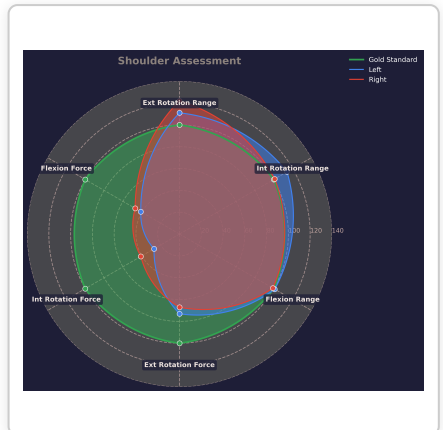 Shoulder Assessment
Gold Standard
Left
Right
Ext Rotation Range
Flexion Force
Int Rotation Range
100 120 140
Int Rotation Force
Flexion Range
Ext Rotation Force